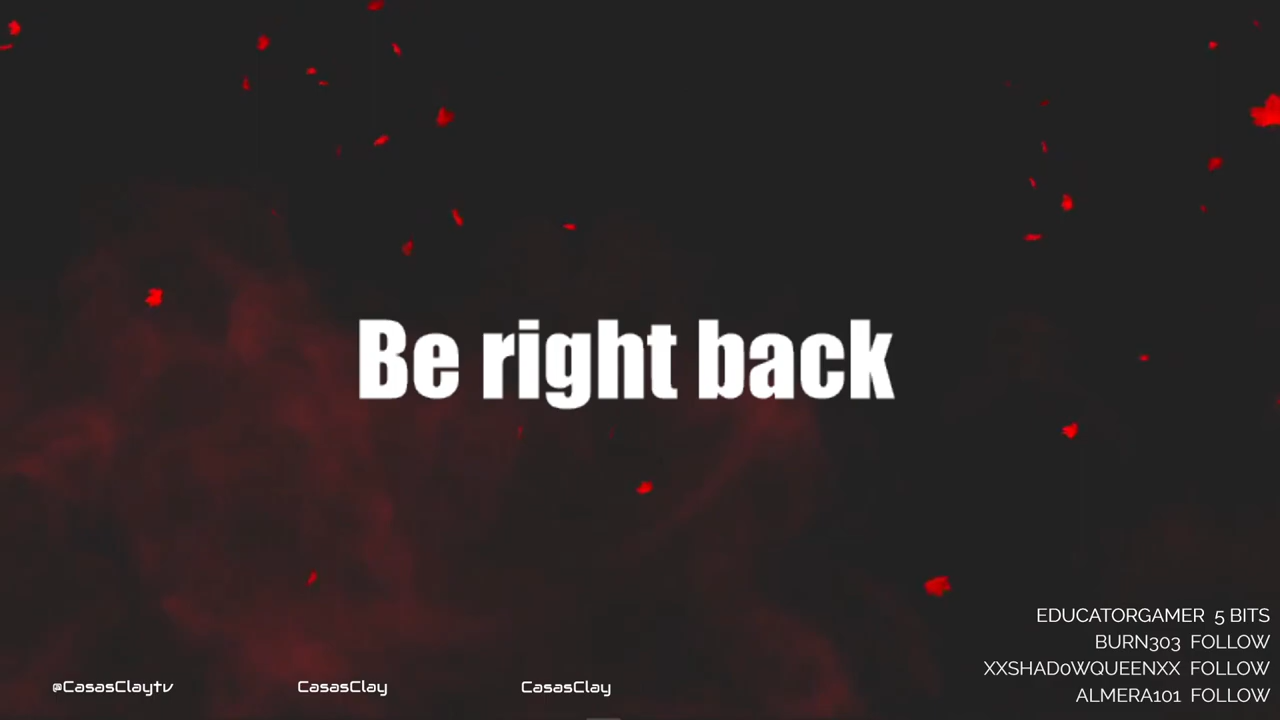 Be right back
EDUCATORGAMER 5 BITS
BURN303 FOLLOW
XXSHAD0WQUEENXX FOLLOW
ALMERA101 FOLLOW
@CasasClaytv CasasClay CasasClay